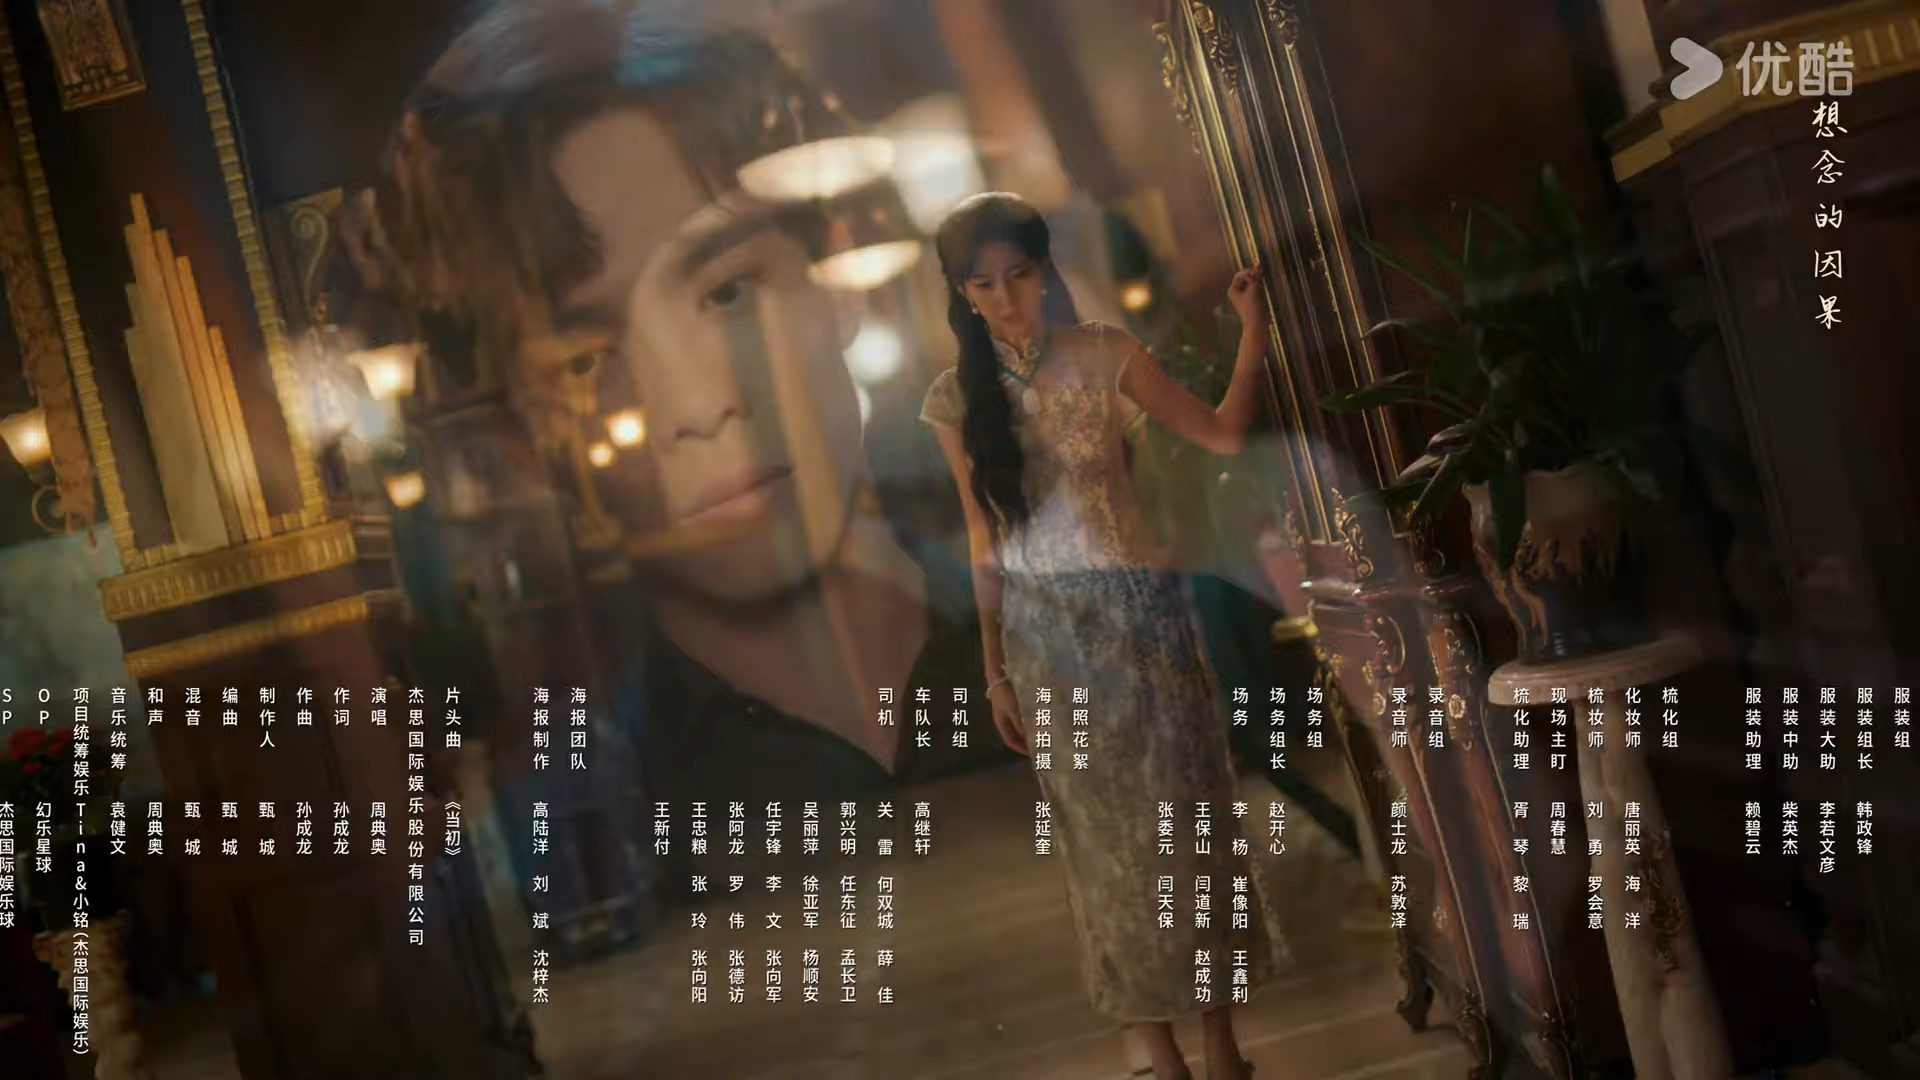 优酷
想念的因果
服装组
服装组长 韩政锋
服装大助 李若文彦
服装中助 柴英杰
服装助理 赖碧云
梳化组
化妆师 唐丽英 海洋
梳妆师 刘勇 罗会意
现场主盯 周春慧
梳化助理 胥琴 黎瑞
录音组
录音师 颜士龙 苏敦泽
场务组
场务组长 赵开心
场务 李杨 崔像阳 王鑫利
王保山 闫道新 赵成功
张委元 闫天保
剧照花絮
海报拍摄 张延奎
司机组
车队长 高继轩
司机 关雷 何双城 薛佳
郭兴明 任东征 孟长卫
吴丽萍 徐亚军 杨顺安
任宇锋 李文 张向军
张阿龙 罗伟 张德访
王忠粮 张玲 张向阳
王新付
海报团队
海报制作 高陆洋 刘斌 沈梓杰
片头曲 《当初》
杰思国际娱乐股份有限公司
演唱 周典奥
作词 孙成龙
作曲 孙成龙
制作人 甄城
编曲 甄城
混音 甄城
和声 周典奥
音乐统筹 袁健文
项目统筹娱乐 Tina&小铭(杰思国际娱乐)
OP 幻乐星球
SP 杰思国际娱乐球